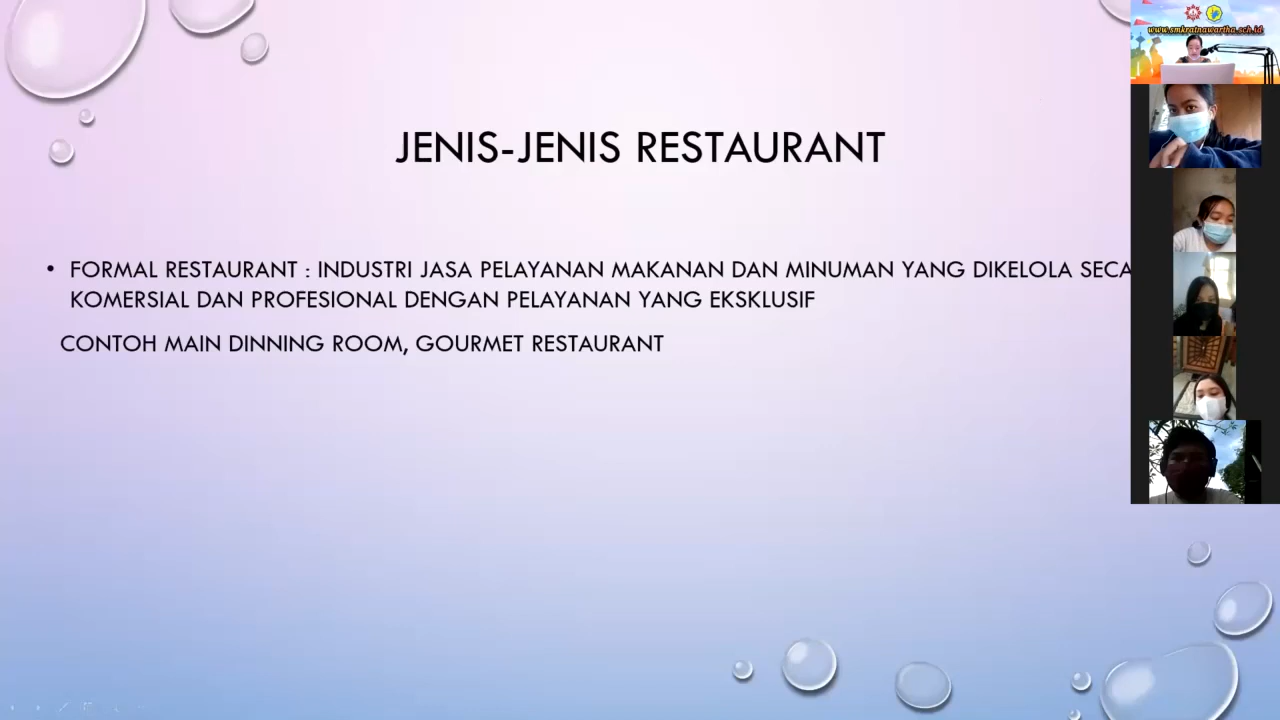 www.smkratnawartha.sch.id
JENIS-JENIS RESTAURANT
• FORMAL RESTAURANT : INDUSTRI JASA PELAYANAN MAKANAN DAN MINUMAN YANG DIKELOLA SECA
KOMERSIAL DAN PROFESIONAL DENGAN PELAYANAN YANG EKSKLUSIF
CONTOH MAIN DINNING ROOM, GOURMET RESTAURANT